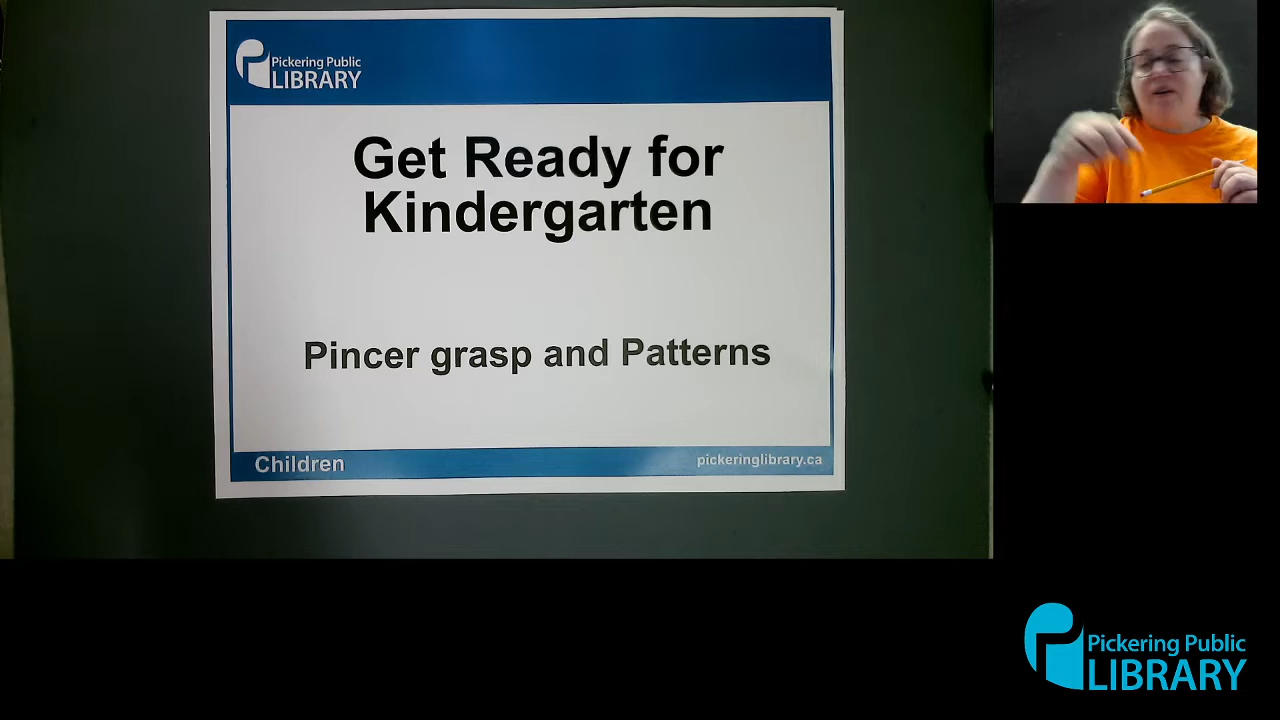 Pickering Public
LIBRARY
Get Ready for
Kindergarten
Pincer grasp and Patterns
Children
pickeringlibrary.ca
Pickering Public
LIBRARY